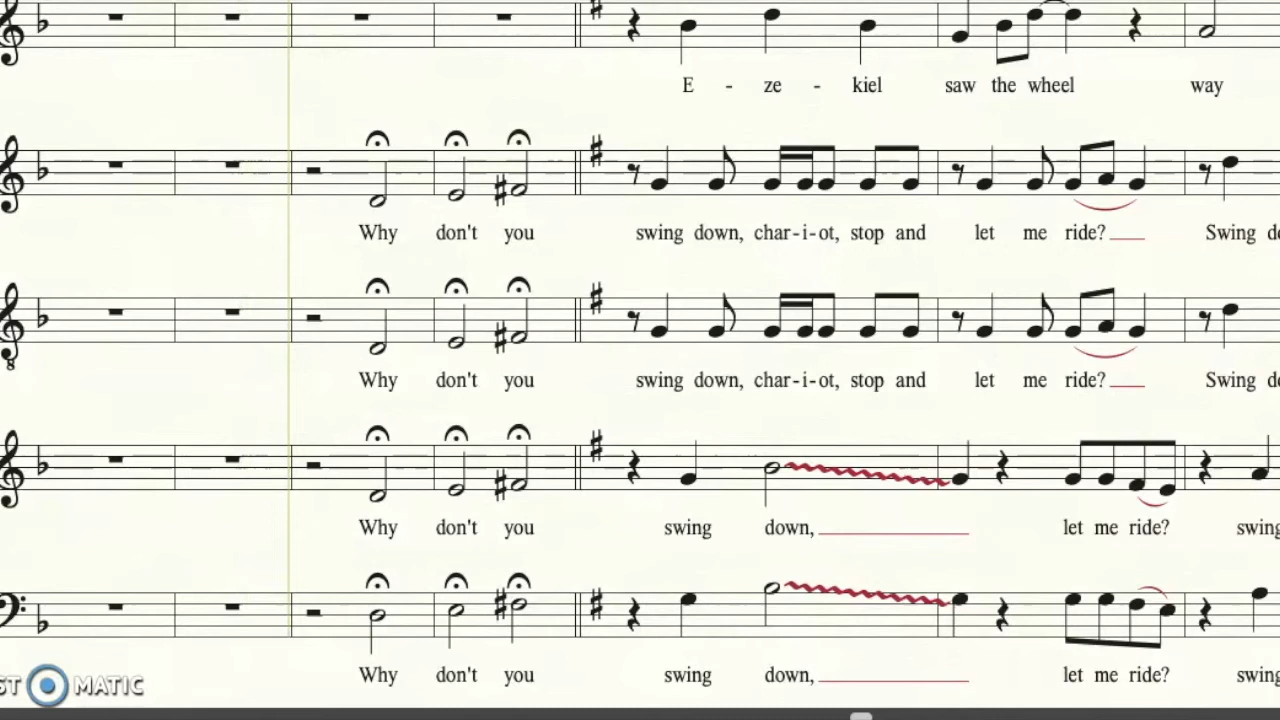 E - ze - kiel saw the wheel way
Why don't you swing down, char-i-ot, stop and let me ride? Swing
Why don't you swing down, char-i-ot, stop and let me ride? Swing
Why don't you swing down, let me ride? swing
Why don't you swing down, let me ride? swing
MATIC